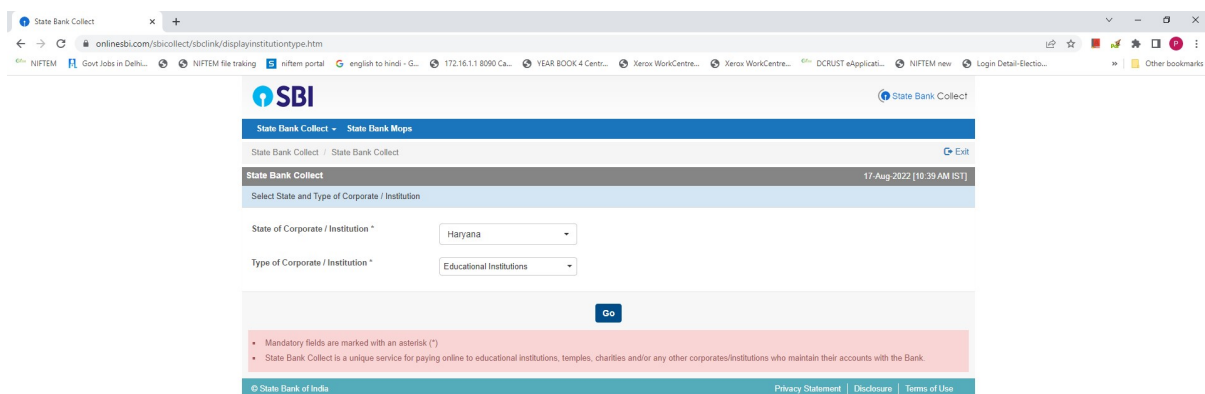 State Bank Collect
onlinesbi.com/sbicollect/sbclink/displayinstitutiontype.htm
NIFTEM Govt Jobs in Delhi... NIFTEM file traking niftem portal english to hindi - G... 172.16.1.1 8090 Ca... YEAR BOOK 4 Centr... Xerox WorkCentre... Xerox WorkCentre... DCRUST eApplicati... NIFTEM new Login Detail-Electio... » Other bookmarks
SBI State Bank Collect
State Bank Collect State Bank Mops
State Bank Collect / State Bank Collect Exit
State Bank Collect 17-Aug-2022 [10:39 AM IST]
Select State and Type of Corporate / Institution
State of Corporate / Institution * Haryana
Type of Corporate / Institution * Educational Institutions
Go
• Mandatory fields are marked with an asterisk (*)
• State Bank Collect is a unique service for paying online to educational institutions, temples, charities and/or any other corporates/institutions who maintain their accounts with the Bank.
© State Bank of India Privacy Statement | Disclosure | Terms of Use